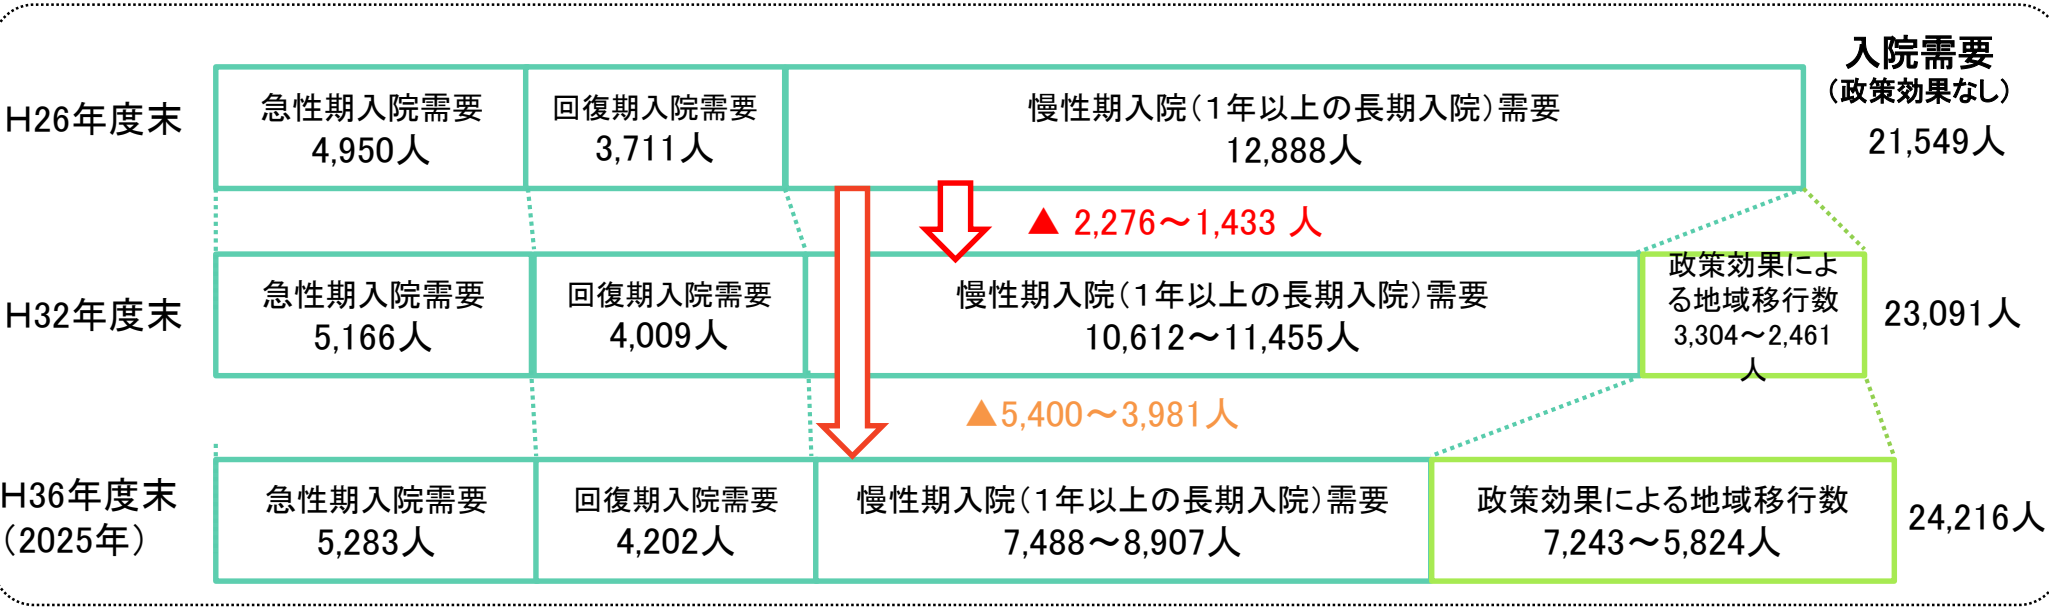 入院需要
（政策効果なし）
H26年度末
急性期入院需要
4,950人
回復期入院需要
3,711人
慢性期入院（１年以上の長期入院）需要
12,888人
21,549人
▲ 2,276～1,433 人
H32年度末
急性期入院需要
5,166人
回復期入院需要
4,009人
慢性期入院（１年以上の長期入院）需要
10,612～11,455人
政策効果によ
る地域移行数
3,304～2,461
人
23,091人
▲5,400～3,981人
H36年度末
（2025年）
急性期入院需要
5,283人
回復期入院需要
4,202人
慢性期入院（１年以上の長期入院）需要
7,488～8,907人
政策効果による地域移行数
7,243～5,824人
24,216人